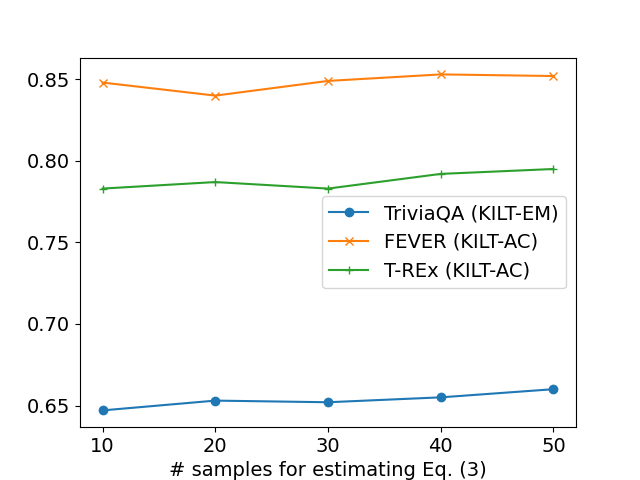 0.85
0.80
0.75
0.70
0.65
TriviaQA (KILT-EM)
FEVER (KILT-AC)
T-REx (KILT-AC)
10 20 30 40 50
# samples for estimating Eq. (3)